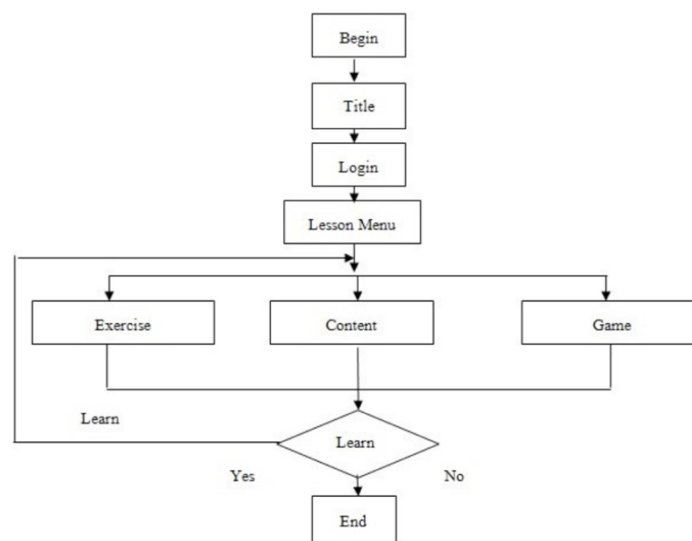 Begin
Title
Login
Lesson Menu
Exercise
Content
Game
Learn
Learn
Yes
No
End